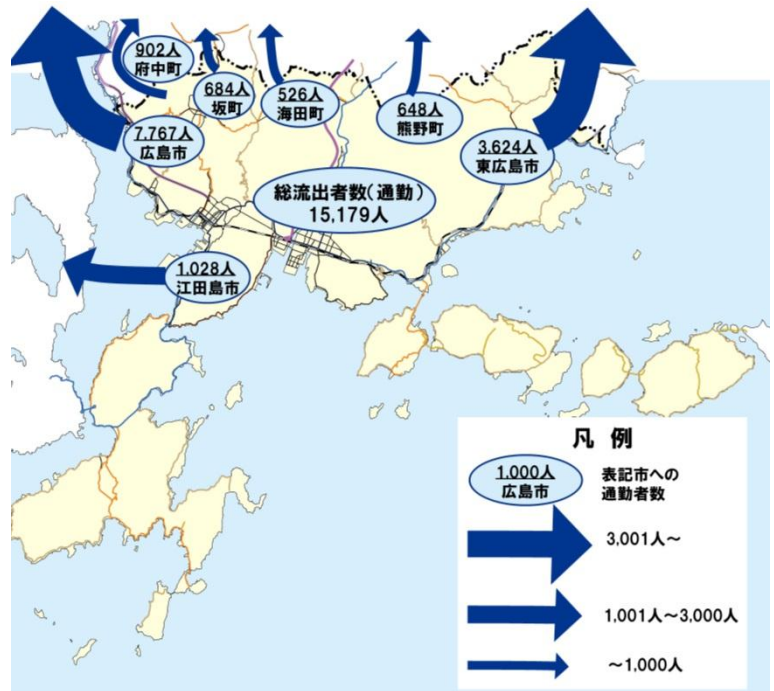 902人
府中町
684人
坂町
526人
海田町
648人
熊野町
7.767人
広島市
3.624人
東広島市
総流出者数(通勤)
15,179人
1.028人
江田島市
凡 例
1.000人
広島市
表記市への
通勤者数
3,001人～
1,001人～3,000人
～1,000人